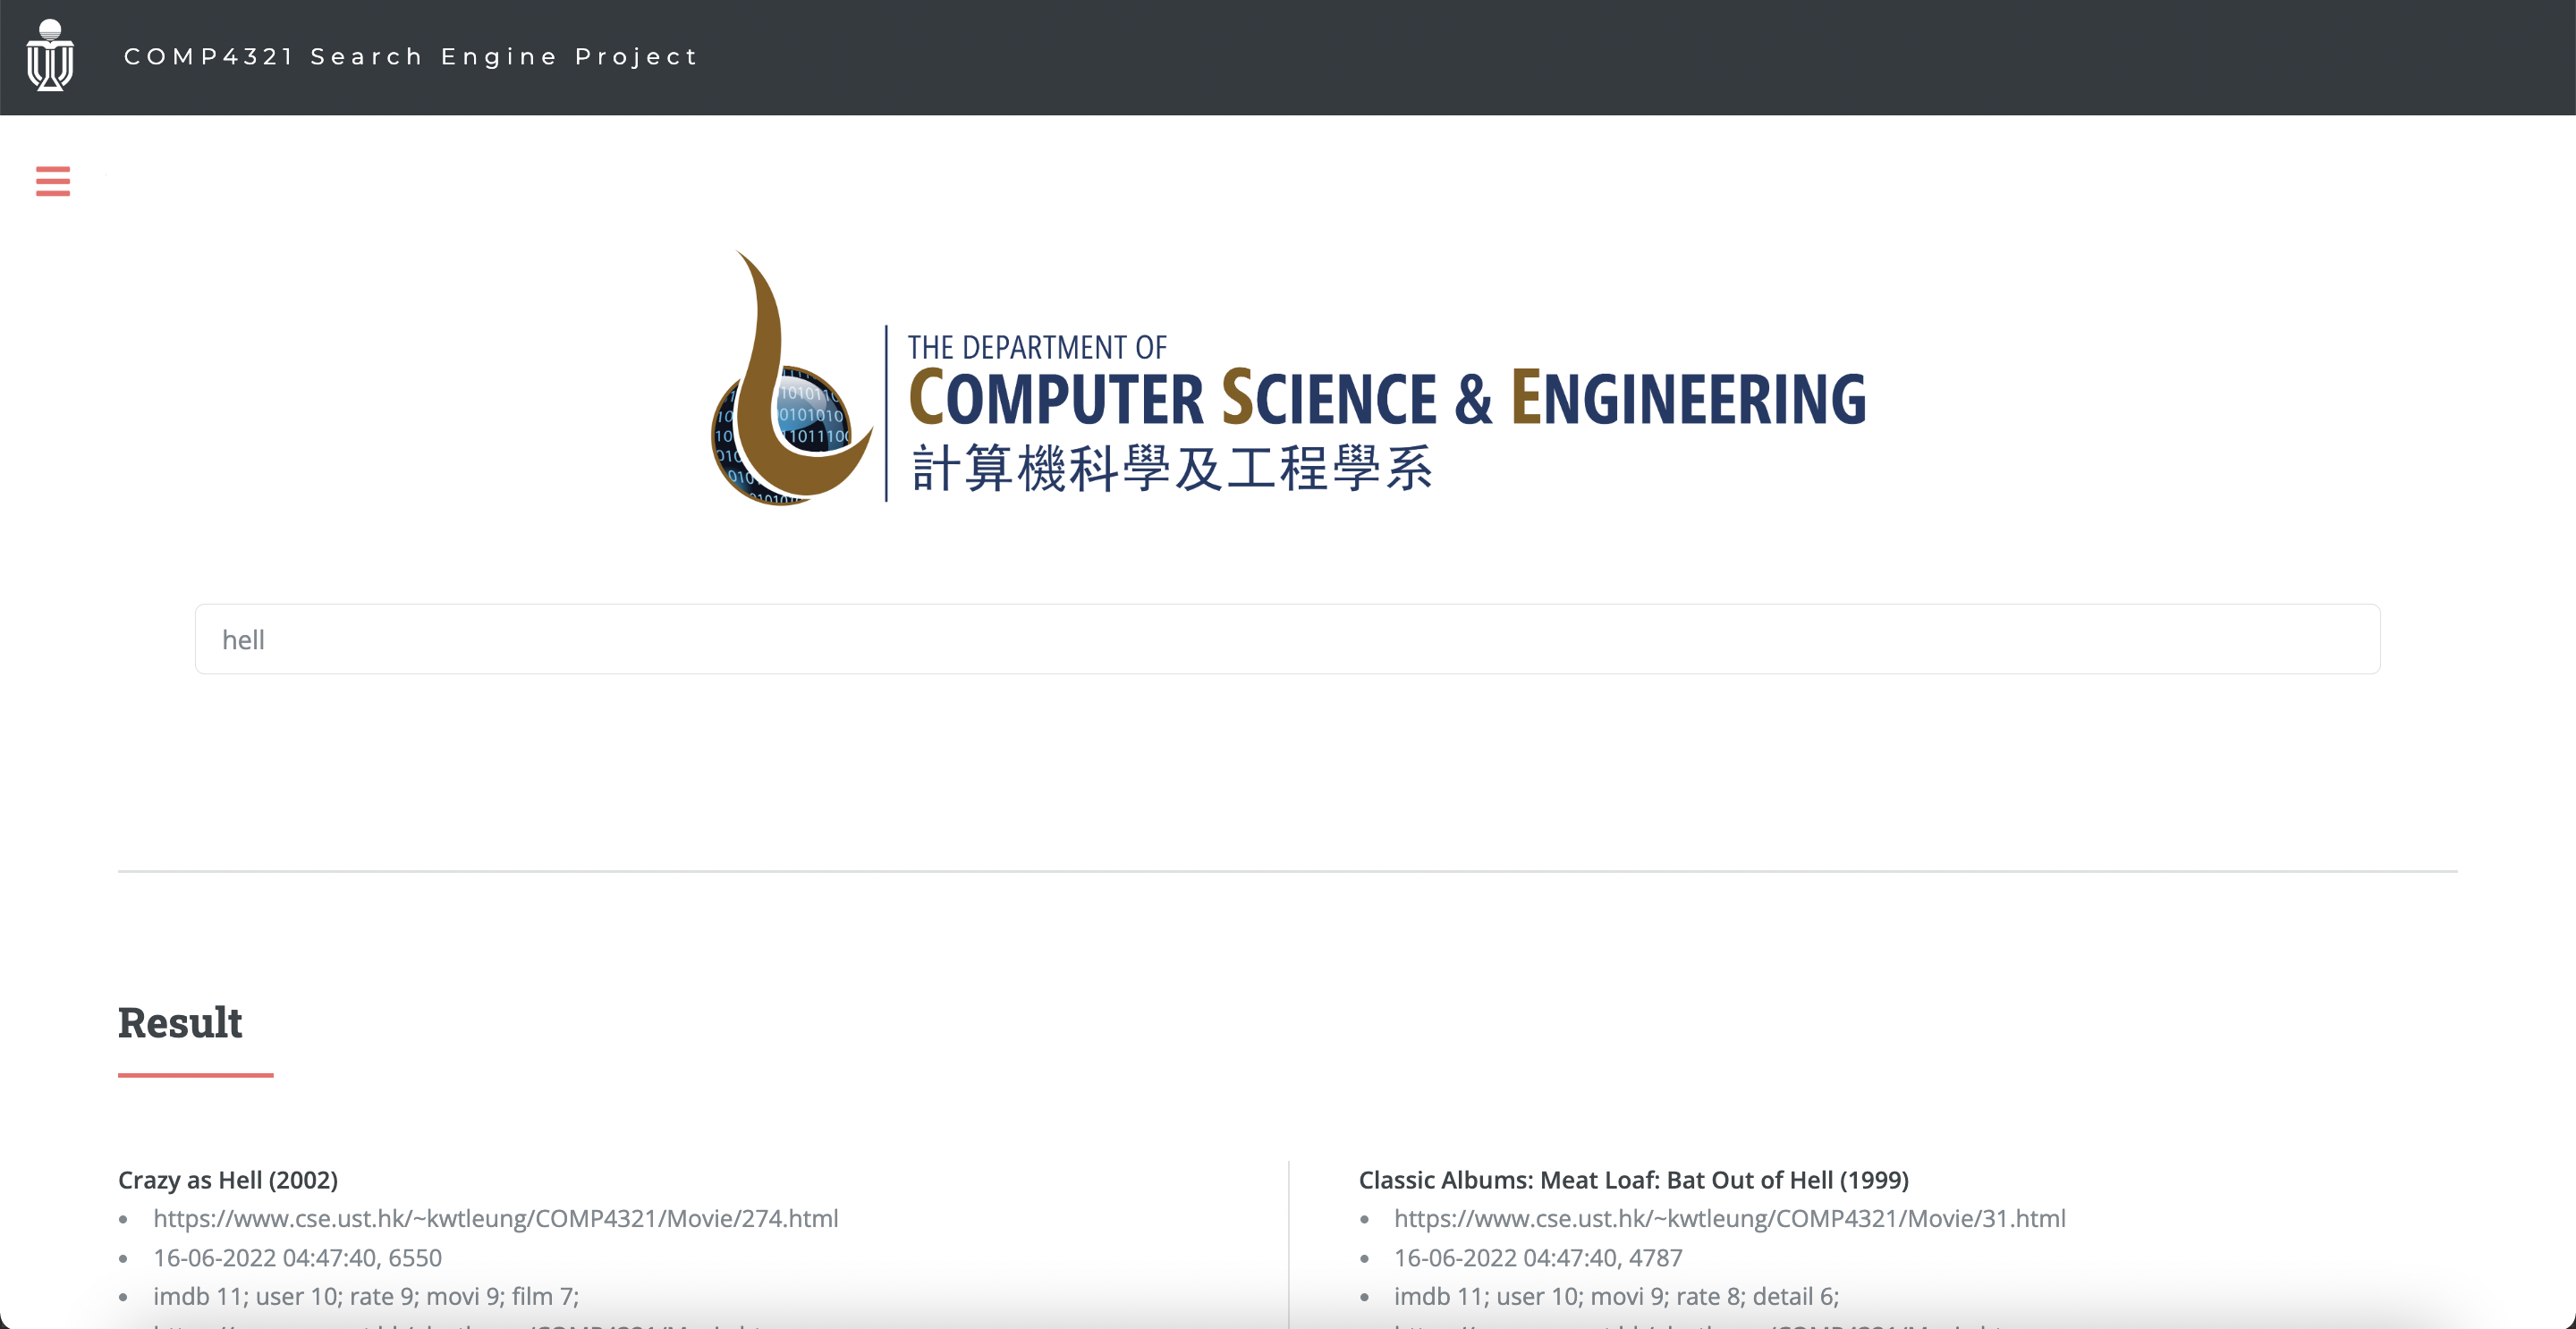 COMP4321 Search Engine Project
THE DEPARTMENT OF
COMPUTER SCIENCE & ENGINEERING
計算機科學及工程學系
hell
Result
Crazy as Hell (2002)
https://www.cse.ust.hk/~kwtleung/COMP4321/Movie/274.html
16-06-2022 04:47:40, 6550
imdb 11; user 10; rate 9; movi 9; film 7;
Classic Albums: Meat Loaf: Bat Out of Hell (1999)
https://www.cse.ust.hk/~kwtleung/COMP4321/Movie/31.html
16-06-2022 04:47:40, 4787
imdb 11; user 10; movi 9; rate 8; detail 6;